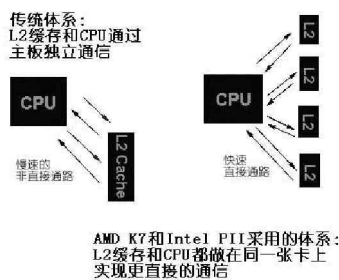 传统体系：
L2缓存和CPU通过
主板独立通信
CPU
L2 Cache
慢速的
非直接通路
CPU
L2
L2
L2
L2
快速
直接通路
AMD K7和Intel PII采用的体系：
L2缓存和CPU都做在同一张卡上
实现更直接的通信